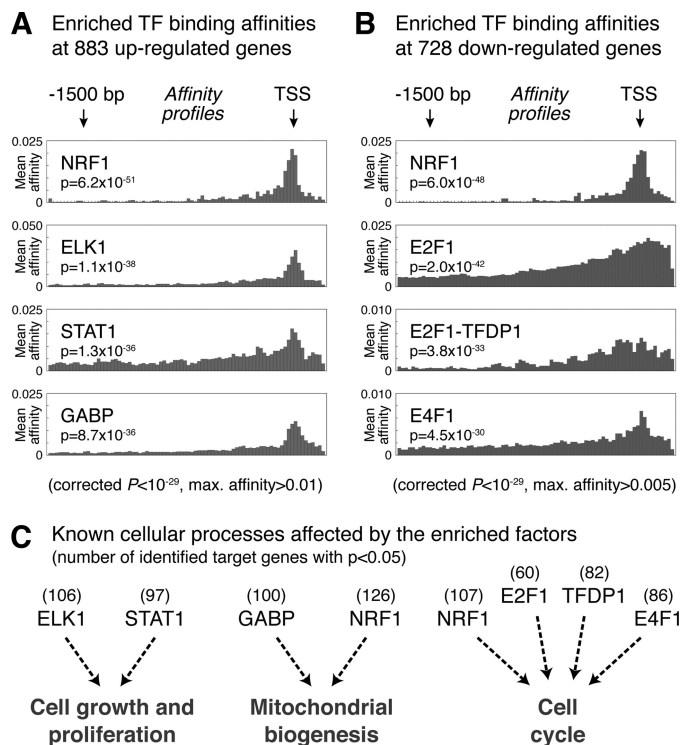 A Enriched TF binding affinities
at 883 up-regulated genes
-1500 bp Affinity profiles TSS
0.025
Mean affinity
0
NRF1
p=6.2x10⁻⁵¹
0.050
Mean affinity
0
ELK1
p=1.1x10⁻³⁸
0.025
Mean affinity
0
STAT1
p=1.3x10⁻³⁶
0.025
Mean affinity
0
GABP
p=8.7x10⁻³⁶
(corrected P<10⁻²⁹, max. affinity>0.01)
B Enriched TF binding affinities
at 728 down-regulated genes
-1500 bp Affinity profiles TSS
0.025
Mean affinity
0
NRF1
p=6.0x10⁻⁴⁸
0.025
Mean affinity
0
E2F1
p=2.0x10⁻⁴²
0.010
Mean affinity
0
E2F1-TFDP1
p=3.8x10⁻³³
0.010
Mean affinity
0
E4F1
p=4.5x10⁻³⁰
(corrected P<10⁻²⁹, max. affinity>0.005)
C Known cellular processes affected by the enriched factors
(number of identified target genes with p<0.05)
(106) (97) (100) (126) (107) (60) (82) (86)
ELK1 STAT1 GABP NRF1 NRF1 E2F1 TFDP1 E4F1
Cell growth and proliferation
Mitochondrial biogenesis
Cell cycle